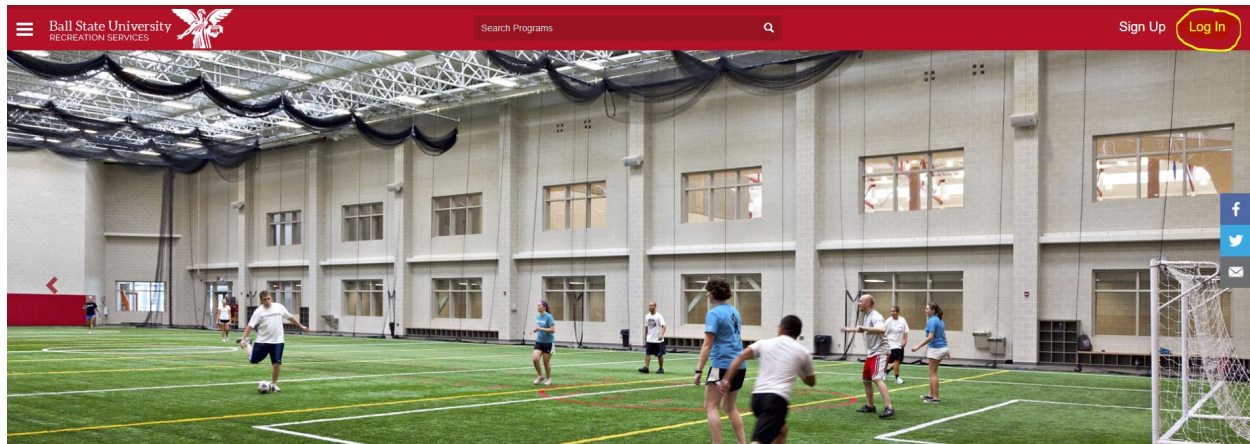 Ball State University
RECREATION SERVICES
Search Programs
Sign Up
Log In
f